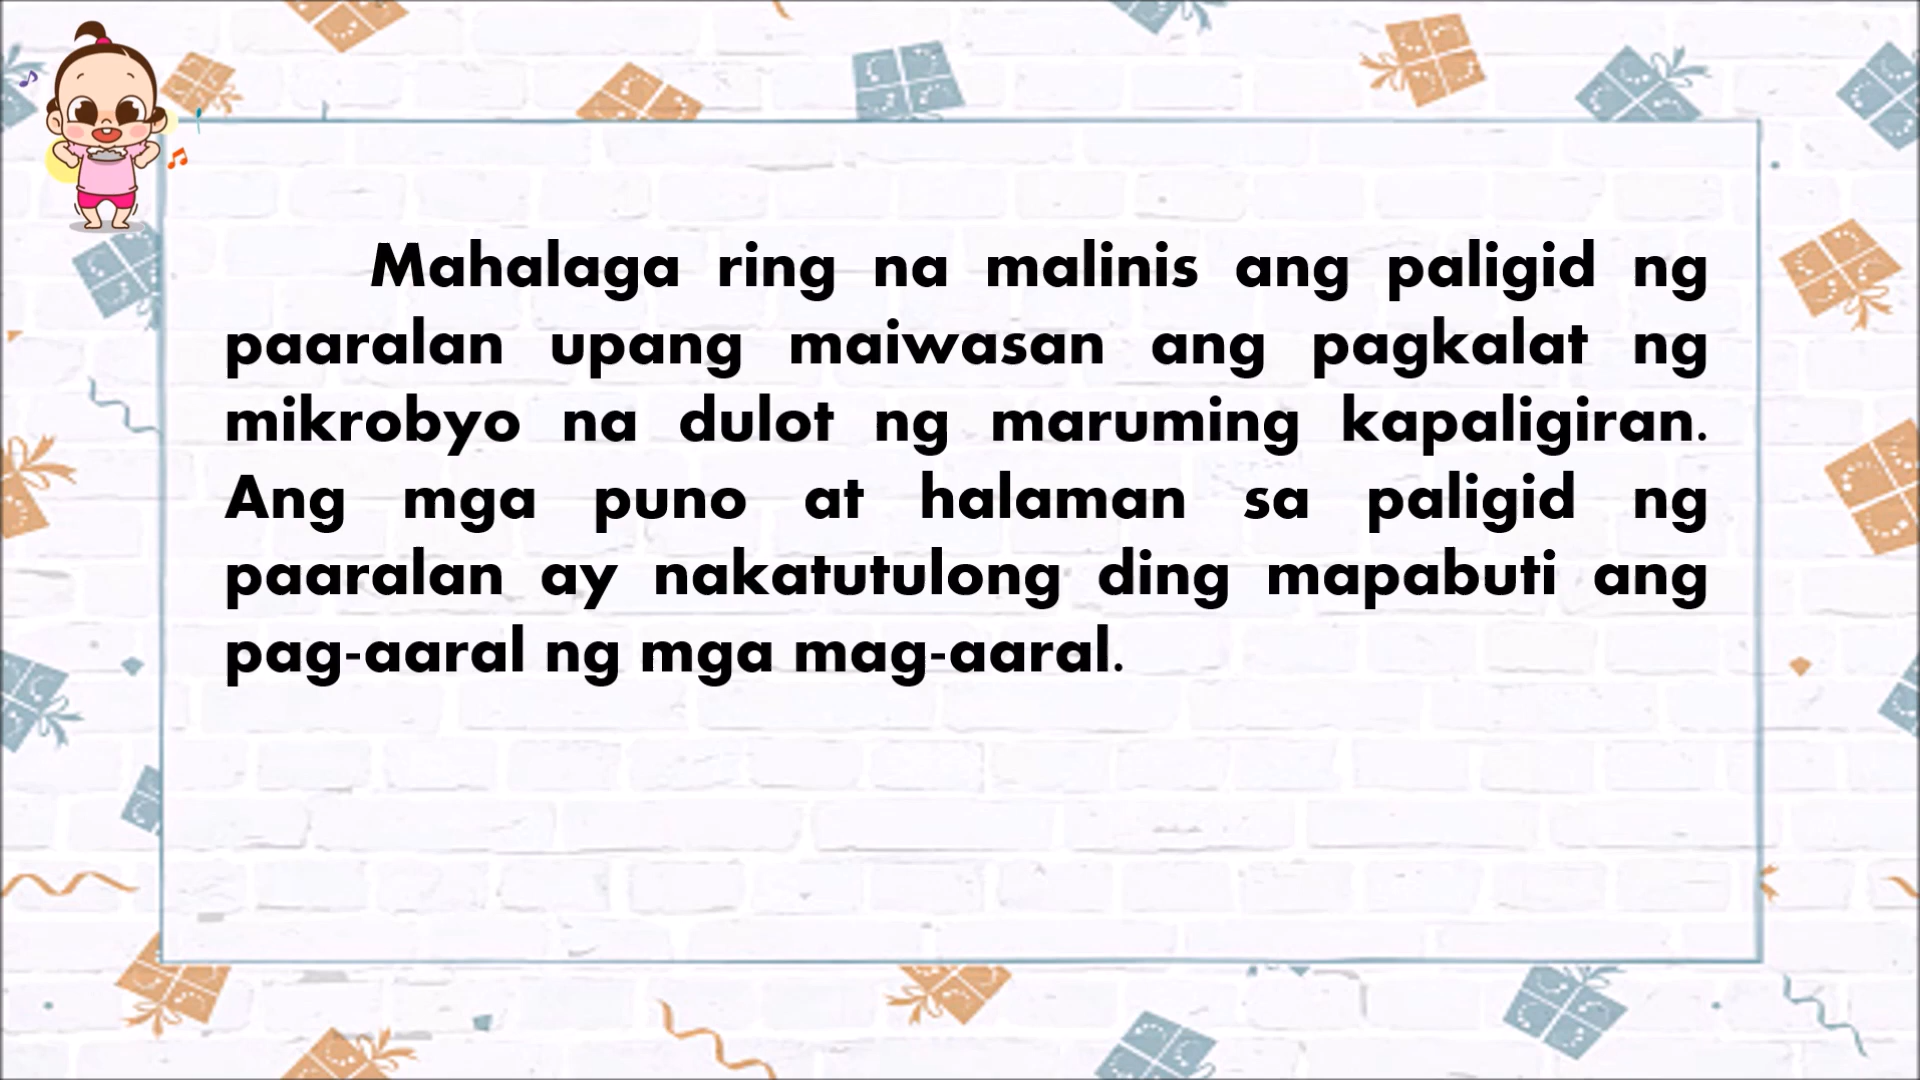 Mahalaga ring na malinis ang paligid ng
paaralan upang maiwasan ang pagkalat ng
mikrobyo na dulot ng maruming kapaligiran.
Ang mga puno at halaman sa paligid ng
paaralan ay nakatutulong ding mapabuti ang
pag-aaral ng mga mag-aaral.